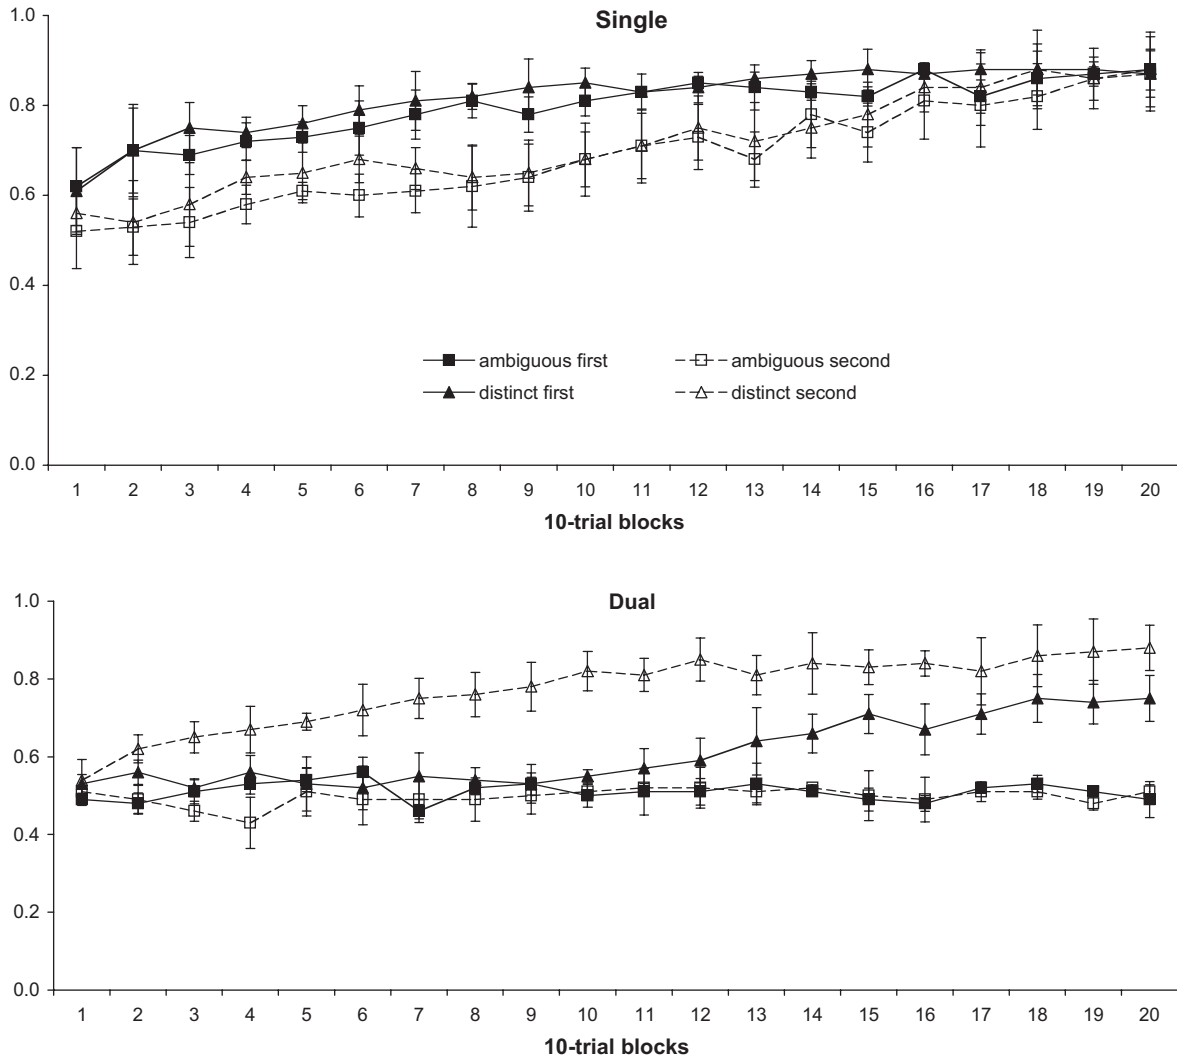 Single
1.0
0.8
0.6
0.4
0.2
0.0
ambiguous first
ambiguous second
distinct first
distinct second
1 2 3 4 5 6 7 8 9 10 11 12 13 14 15 16 17 18 19 20
10-trial blocks
Dual
1.0
0.8
0.6
0.4
0.2
0.0
1 2 3 4 5 6 7 8 9 10 11 12 13 14 15 16 17 18 19 20
10-trial blocks